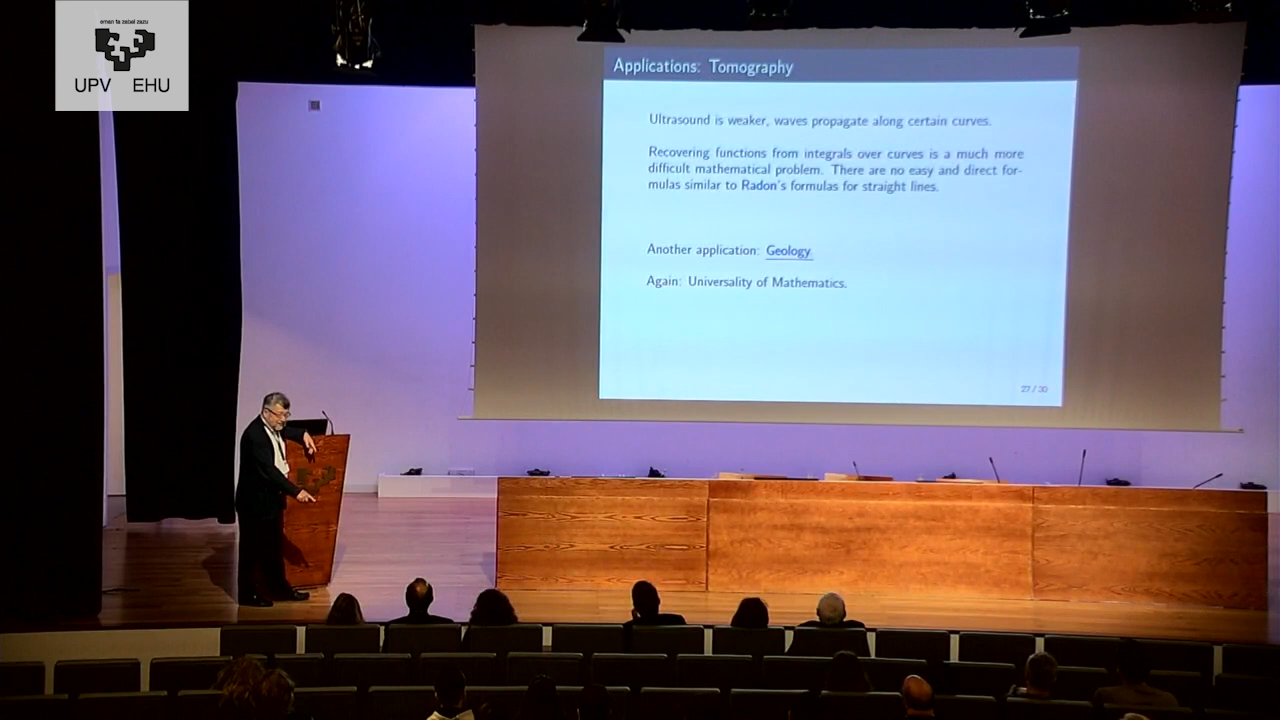 eman ta zabal zazu
UPV EHU
Applications: Tomography
Ultrasound is weaker, waves propagate along certain curves.
Recovering functions from integrals over curves is a much more
difficult mathematical problem. There are no easy and direct for-
mulas similar to Radon's formulas for straight lines.
Another application: Geology
Again: Universality of Mathematics.
27 / 30